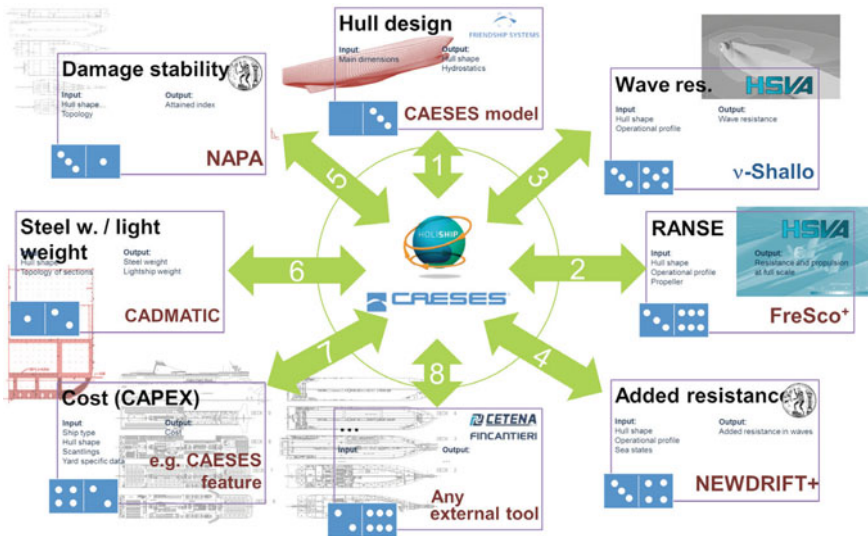 Hull design
FRIENDSHIP SYSTEMS
Input
Main dimensions
Output:
Hull shape
Hydrostatics
CAESES model
Damage stability
Input
Hull shape...
Topology
Output:
Attained index
NAPA
Wave res.
HSVA
Input
Hull shape
Operational profile
Output:
Wave resistance
ν-Shallo
1
5
3
Steel w. / light
weight
Hull shape
Topology of sections
Output:
Steel weight
Lightship weight
CADMATIC
6
HOLISHIP
CAESES®
2
RANSE
HSVA
Input
Hull shape
Operational profile
Propeller
Output:
Resistance and propulsion
at full scale
FreSco+
7
8
4
Cost (CAPEX)
Input
Ship type
Hull shape
Scantlings
Yard specific data
Output:
Cost
e.g. CAESES
feature
...
CETENA
FINCANTIERI
Input:
Output:
Any
external tool
Added resistance
Input
Hull shape
Operational profile
Sea states
Output:
Added resistance in waves
NEWDRIFT+